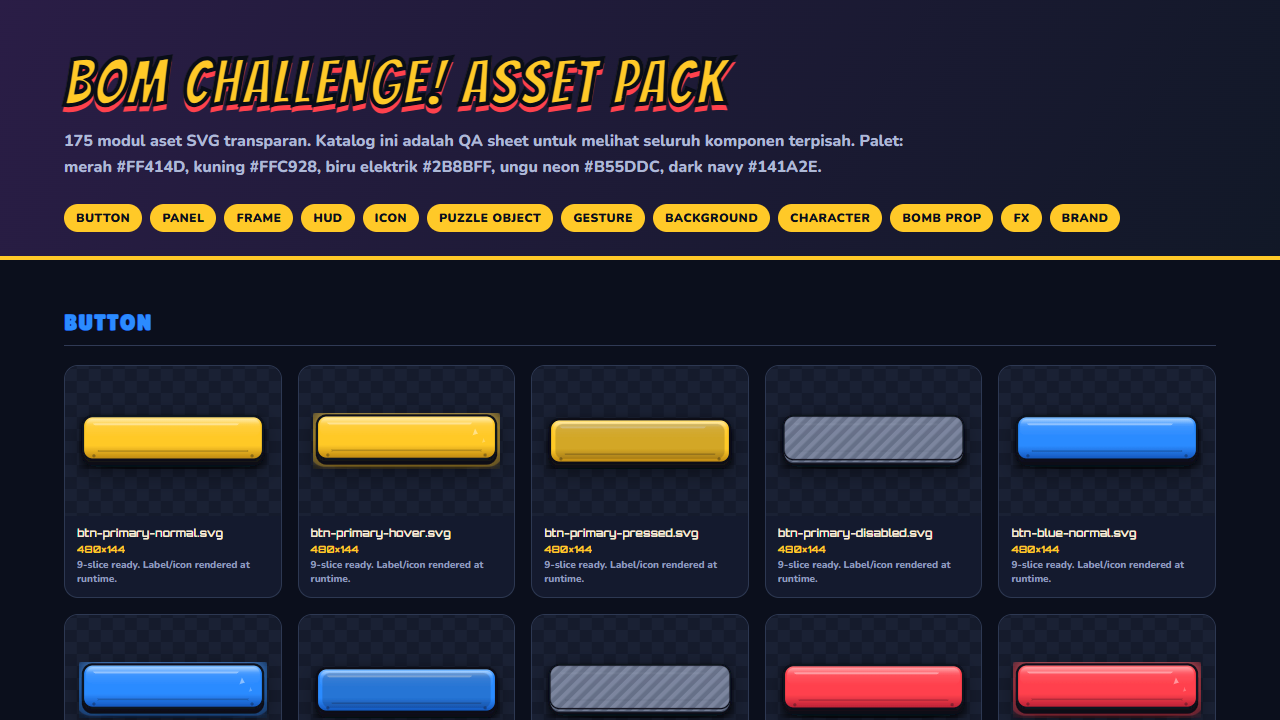 BOM CHALLENGE! ASSET PACK
175 modul aset SVG transparan. Katalog ini adalah QA sheet untuk melihat seluruh komponen terpisah. Palet:
merah #FF414D, kuning #FFC928, biru elektrik #2B8BFF, ungu neon #B55DDC, dark navy #141A2E.
BUTTON PANEL FRAME HUD ICON PUZZLE OBJECT GESTURE BACKGROUND CHARACTER BOMB PROP FX BRAND
BUTTON
btn-primary-normal.svg
480×144
9-slice ready. Label/icon rendered at
runtime.
btn-primary-hover.svg
480×144
9-slice ready. Label/icon rendered at
runtime.
btn-primary-pressed.svg
480×144
9-slice ready. Label/icon rendered at
runtime.
btn-primary-disabled.svg
480×144
9-slice ready. Label/icon rendered at
runtime.
btn-blue-normal.svg
480×144
9-slice ready. Label/icon rendered at
runtime.